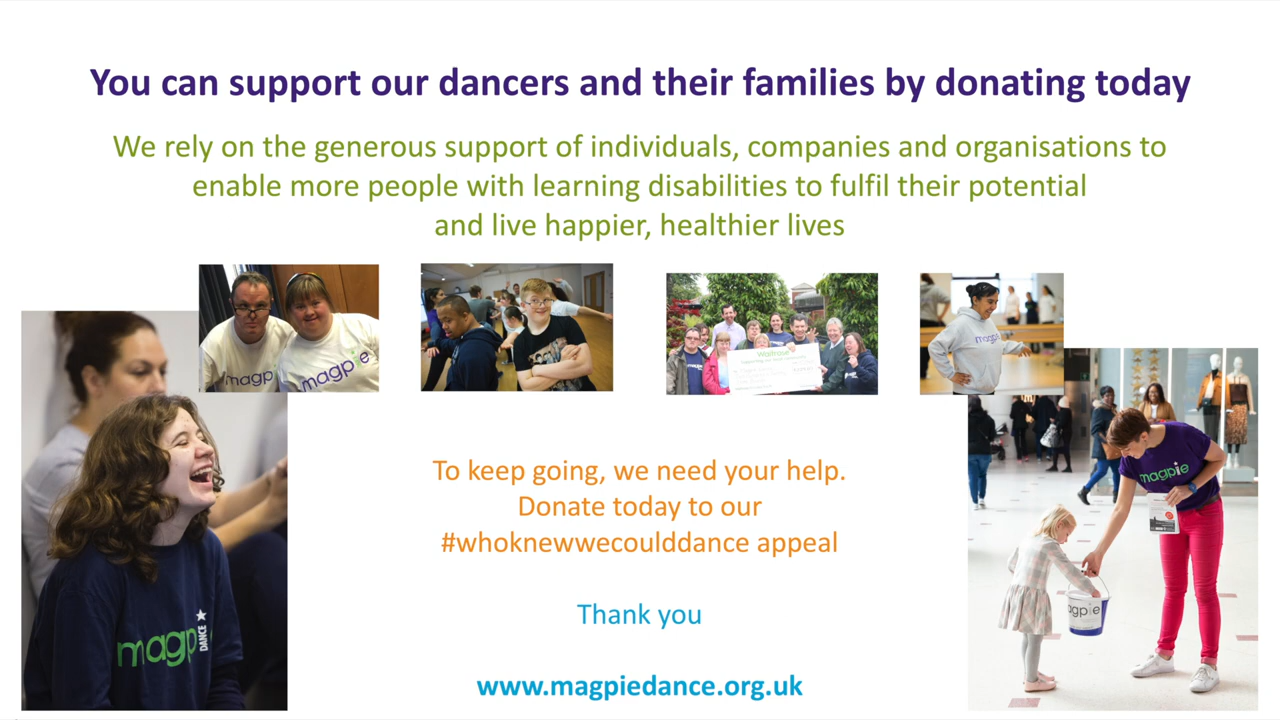 You can support our dancers and their families by donating today
We rely on the generous support of individuals, companies and organisations to
enable more people with learning disabilities to fulfil their potential
and live happier, healthier lives
magp
magpie
Waitrose
magpie
magpie
magpie
DANCE
agpie
To keep going, we need your help.
Donate today to our
#whoknewwecoulddance appeal
Thank you
www.magpiedance.org.uk